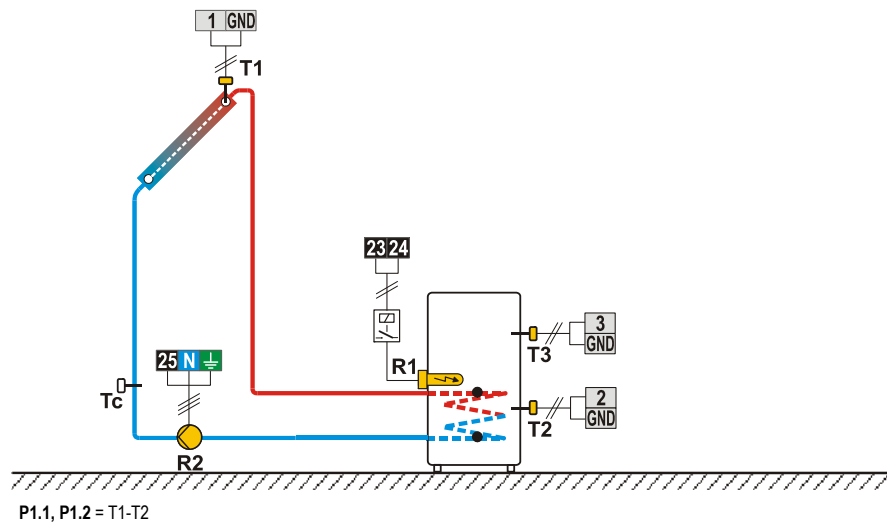 1 GND
T1
23 24
3
GND
T3
R1
25 N
2
GND
T2
Tc
R2
P1.1, P1.2 = T1-T2